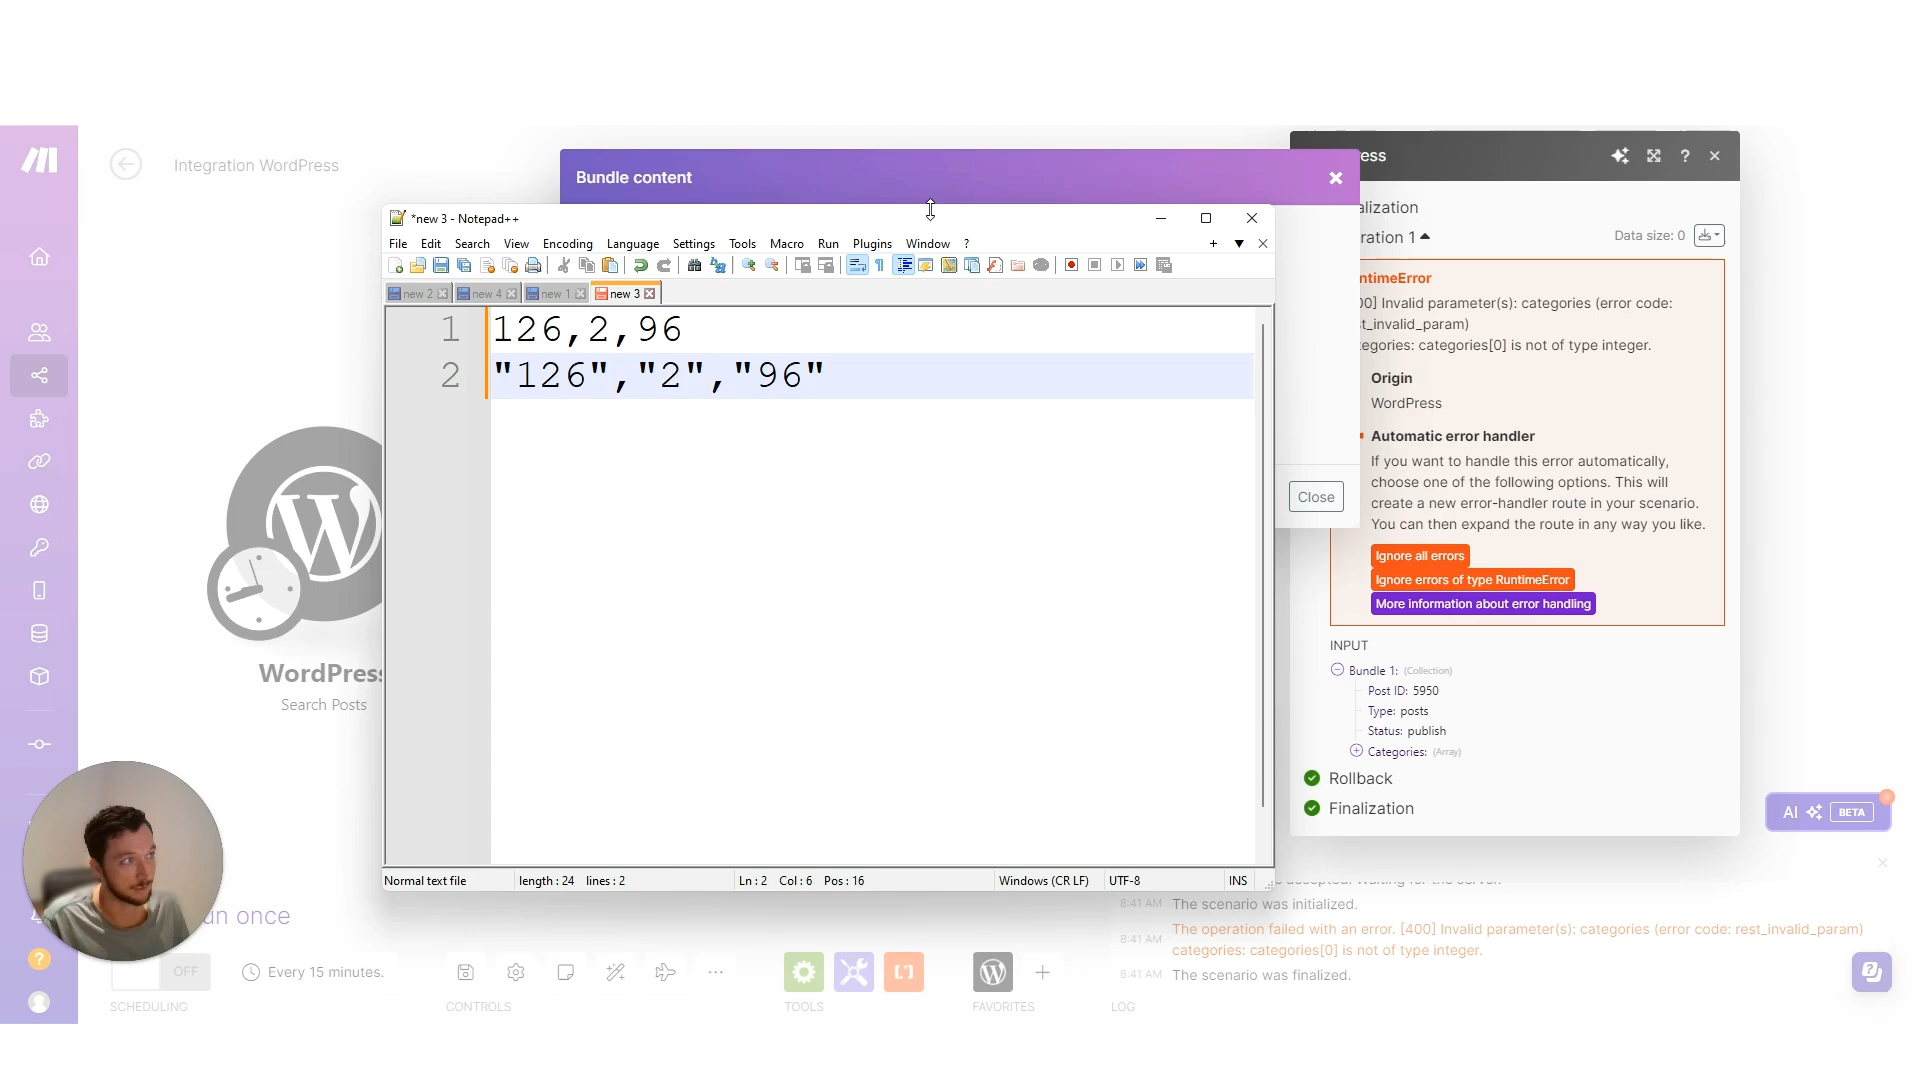 Integration WordPress
Bundle content
ess
alization
ration 1
Data size: 0
ntimeError
00] Invalid parameter(s): categories (error code:
t_invalid_param)
egories: categories[0] is not of type integer.
Origin
WordPress
Automatic error handler
If you want to handle this error automatically,
choose one of the following options. This will
create a new error-handler route in your scenario.
You can then expand the route in any way you like.
Ignore all errors
Ignore errors of type RuntimeError
More information about error handling
INPUT
Bundle 1: (Collection)
Post ID: 5950
Type: posts
Status: publish
Categories: (Array)
Rollback
Finalization
Close
*new 3 - Notepad++
File Edit Search View Encoding Language Settings Tools Macro Run Plugins Window ?
new 2 new 4 new 1 new 3
1 126,2,96
2 "126","2","96"
Normal text file length : 24 lines : 2 Ln : 2 Col : 6 Pos : 16 Windows (CR LF) UTF-8 INS
WordPress
Search Posts
un once
OFF
Every 15 minutes.
SCHEDULING
CONTROLS
TOOLS
FAVORITES
LOG
AI BETA
8:41 AM The scenario was initialized.
8:41 AM The operation failed with an error. [400] Invalid parameter(s): categories (error code: rest_invalid_param)
categories: categories[0] is not of type integer.
8:41 AM The scenario was finalized.